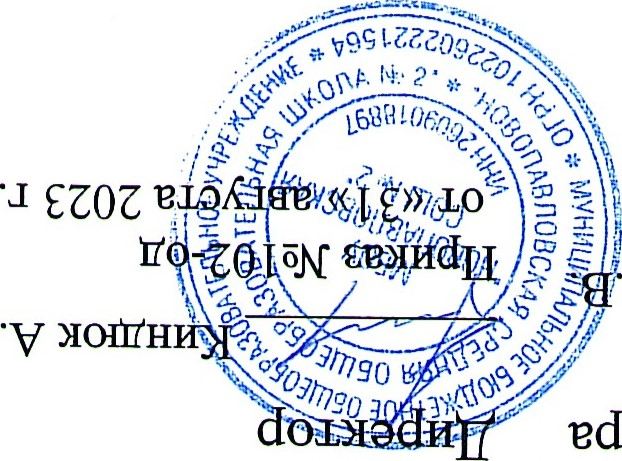 ра Директор
Киндюк А.
.В.
Приказ №102-од
от «31» августа 2023 г.
МУНИЦИПАЛЬНОЕ БЮДЖЕТНОЕ ОБЩЕОБРАЗОВАТЕЛЬНОЕ УЧРЕЖДЕНИЕ * ОГРН 1022602221564 *
СРЕДНЯЯ ОБЩЕОБРАЗОВАТЕЛЬНАЯ ШКОЛА № 2 *
ИНН 2609018897